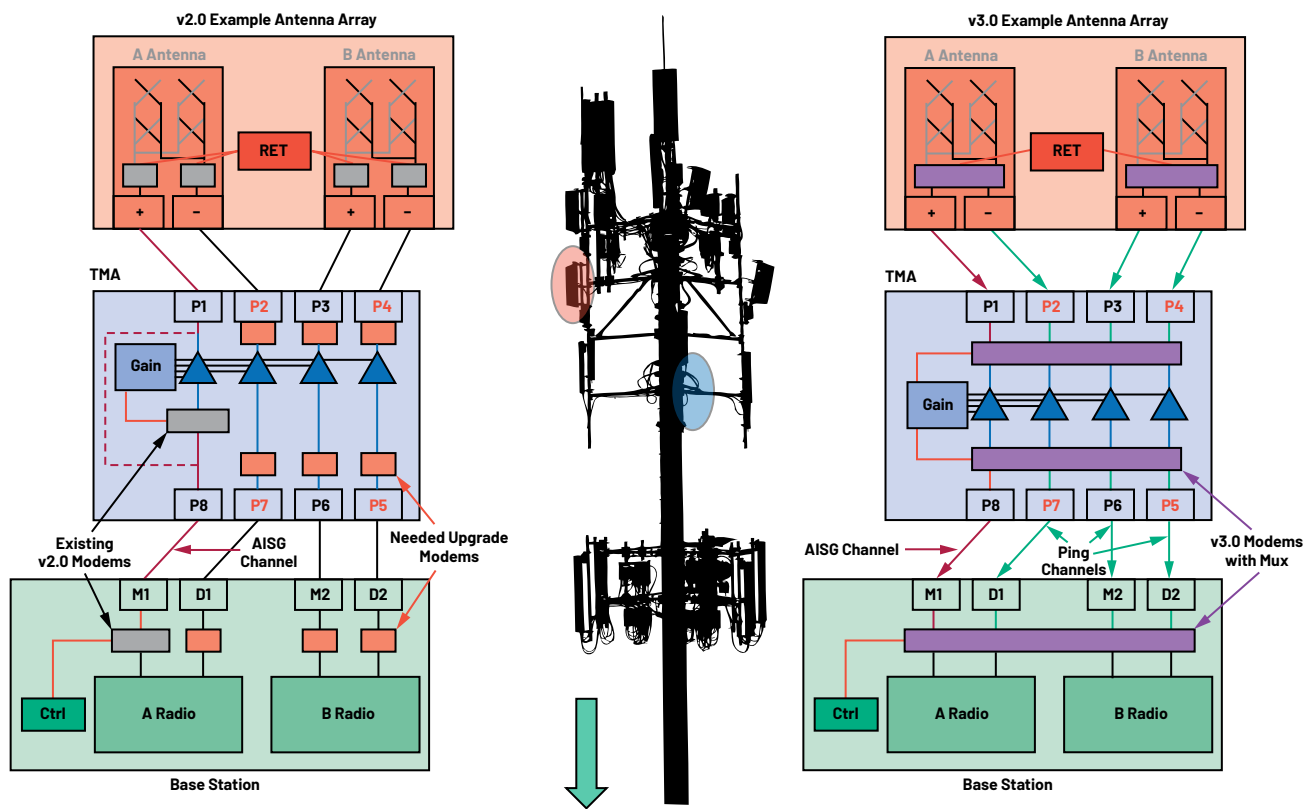 v2.0 Example Antenna Array
A Antenna
B Antenna
RET
+
−
+
−
TMA
P1
P2
P3
P4
Gain
P8
P7
P6
P5
Existing
v2.0 Modems
AISG
Channel
Needed Upgrade
Modems
M1
D1
M2
D2
Ctrl
A Radio
B Radio
Base Station
v3.0 Example Antenna Array
A Antenna
B Antenna
RET
+
−
+
−
TMA
P1
P2
P3
P4
Gain
P8
P7
P6
P5
AISG Channel
Ping
Channels
v3.0 Modems
with Mux
M1
D1
M2
D2
Ctrl
A Radio
B Radio
Base Station